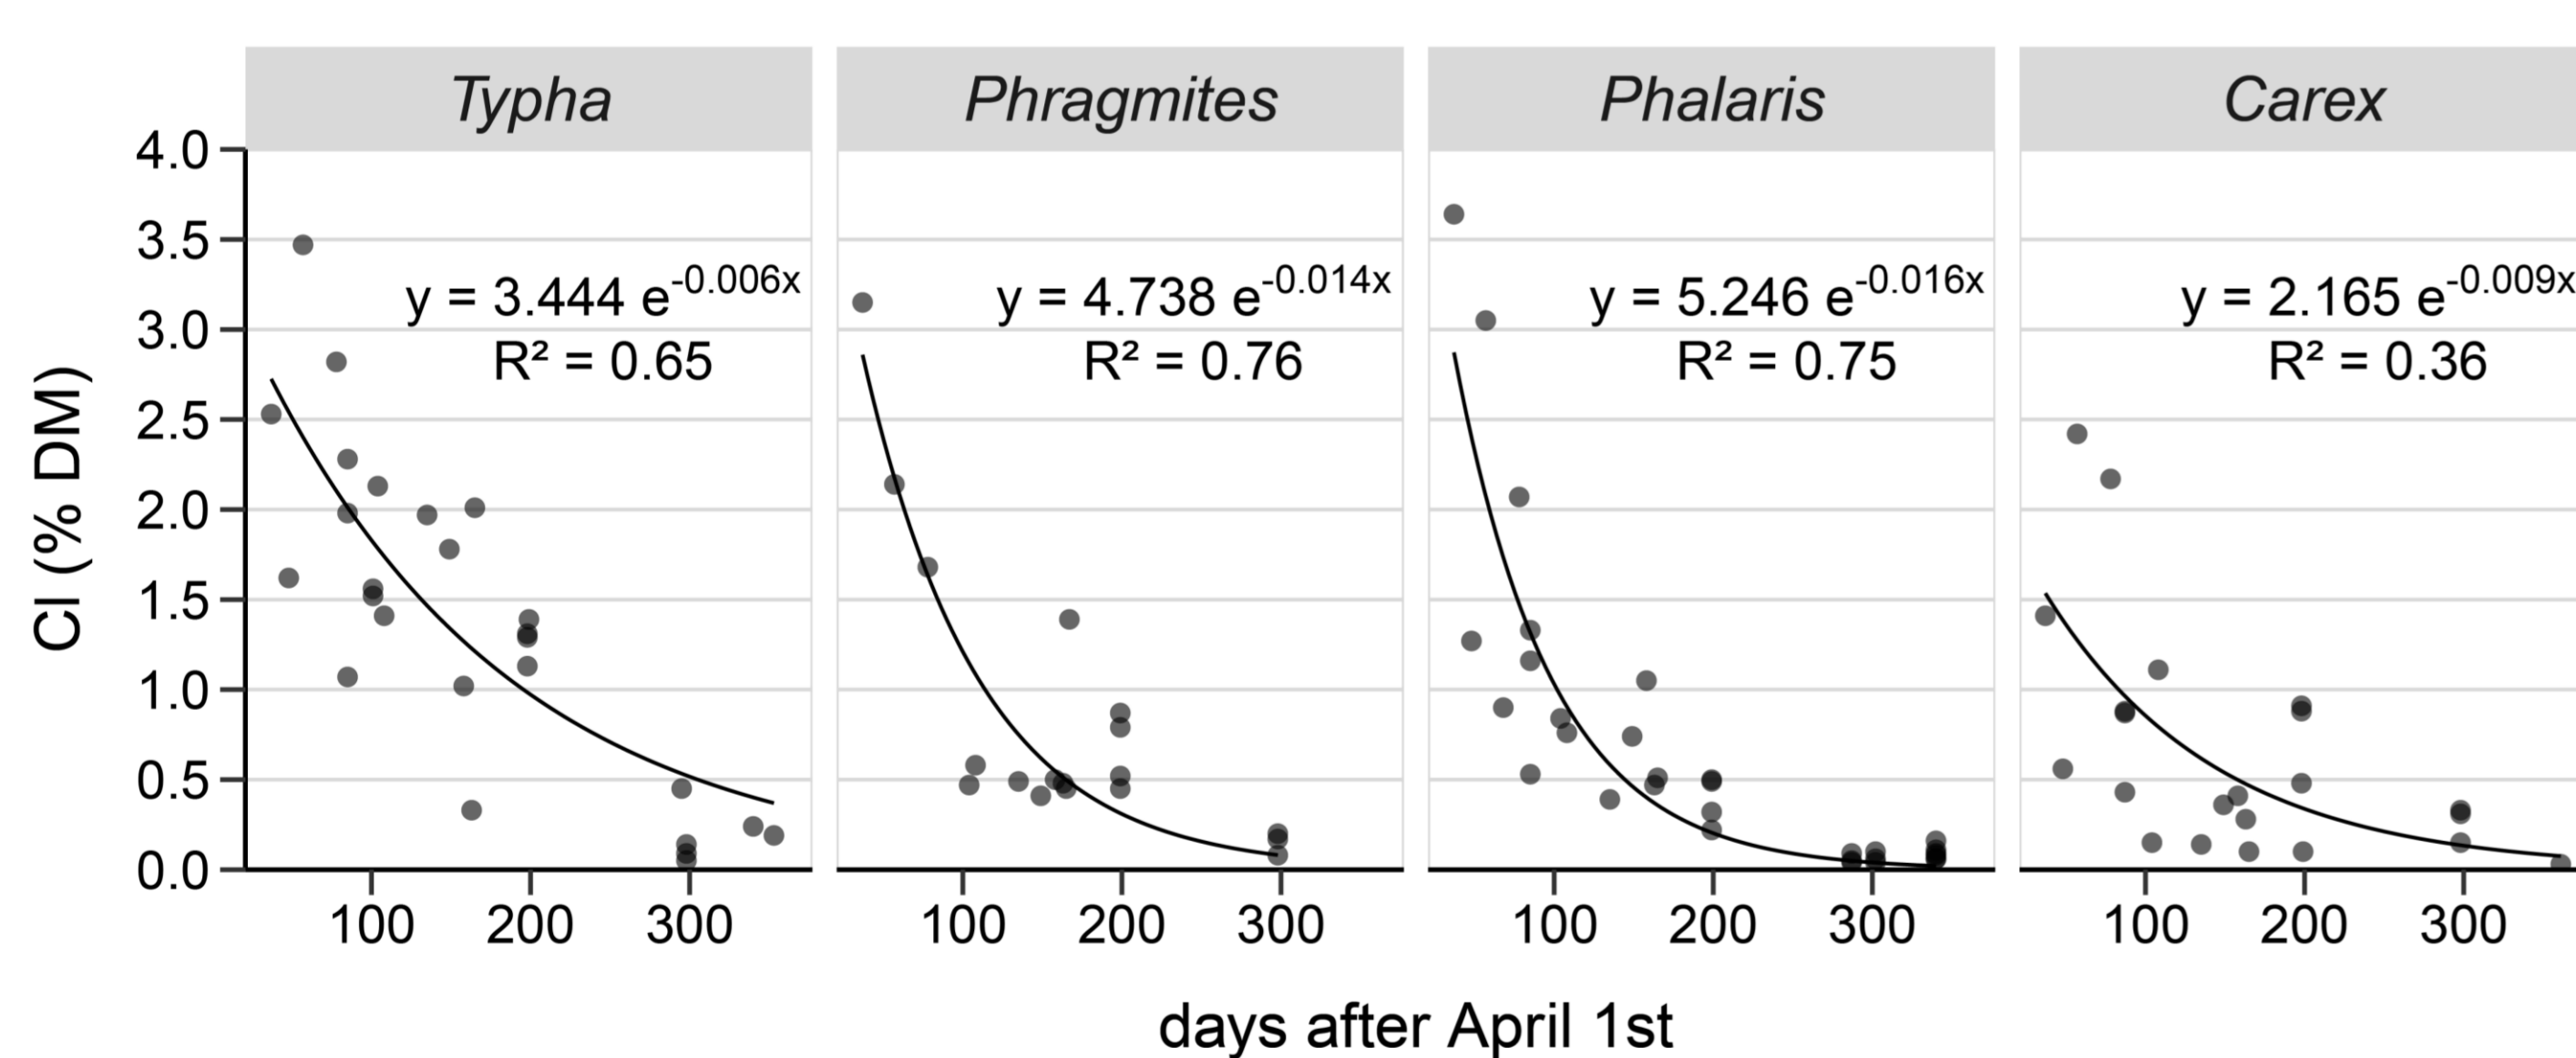 Typha Phragmites Phalaris Carex
4.0
3.5
3.0
2.5
2.0
1.5
1.0
0.5
0.0
Cl (% DM)
y = 3.444 e-0.006x
R² = 0.65
y = 4.738 e-0.014x
R² = 0.76
y = 5.246 e-0.016x
R² = 0.75
y = 2.165 e-0.009x
R² = 0.36
100 200 300 100 200 300 100 200 300 100 200 300
days after April 1st